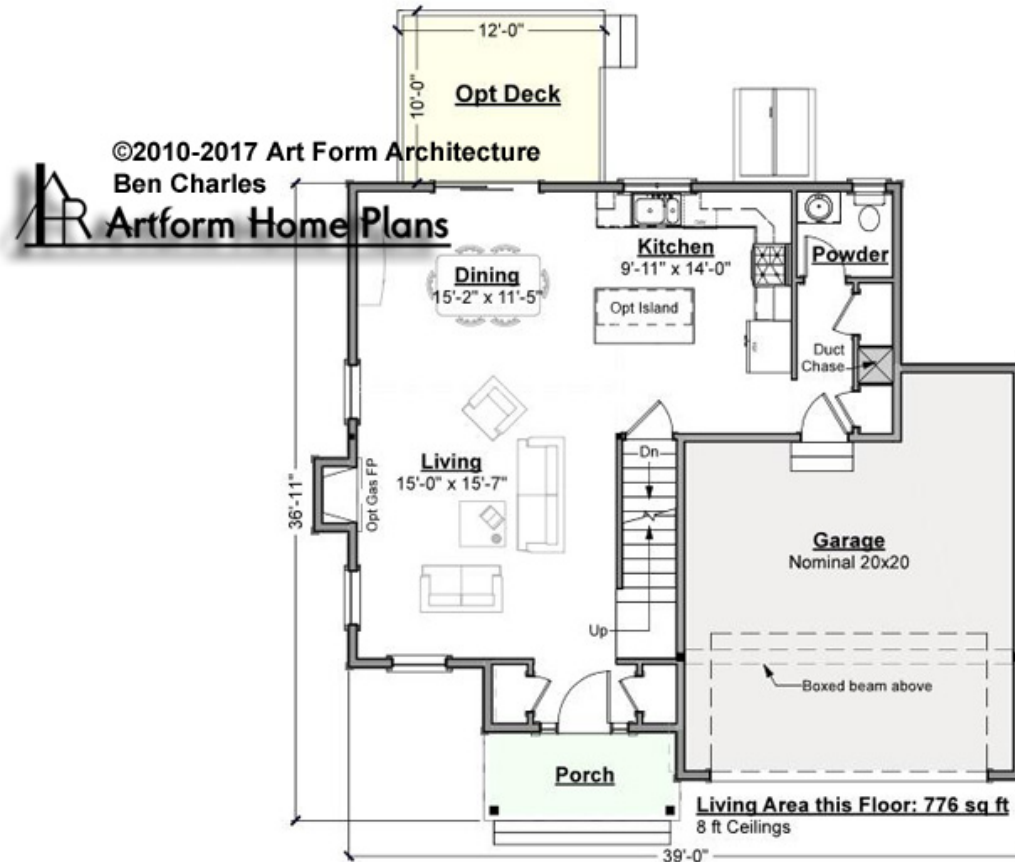 12'-0"
10'-0"
Opt Deck
©2010-2017 Art Form Architecture
Ben Charles
Artform Home Plans
Kitchen
9'-11" x 14'-0"
Powder
Dining
15'-2" x 11'-5"
Opt Island
Duct
Chase
Dn
Living
15'-0" x 15'-7"
Opt Gas FP
36'-11"
Garage
Nominal 20x20
Up
Boxed beam above
Porch
Living Area this Floor: 776 sq ft
8 ft Ceilings
39'-0"